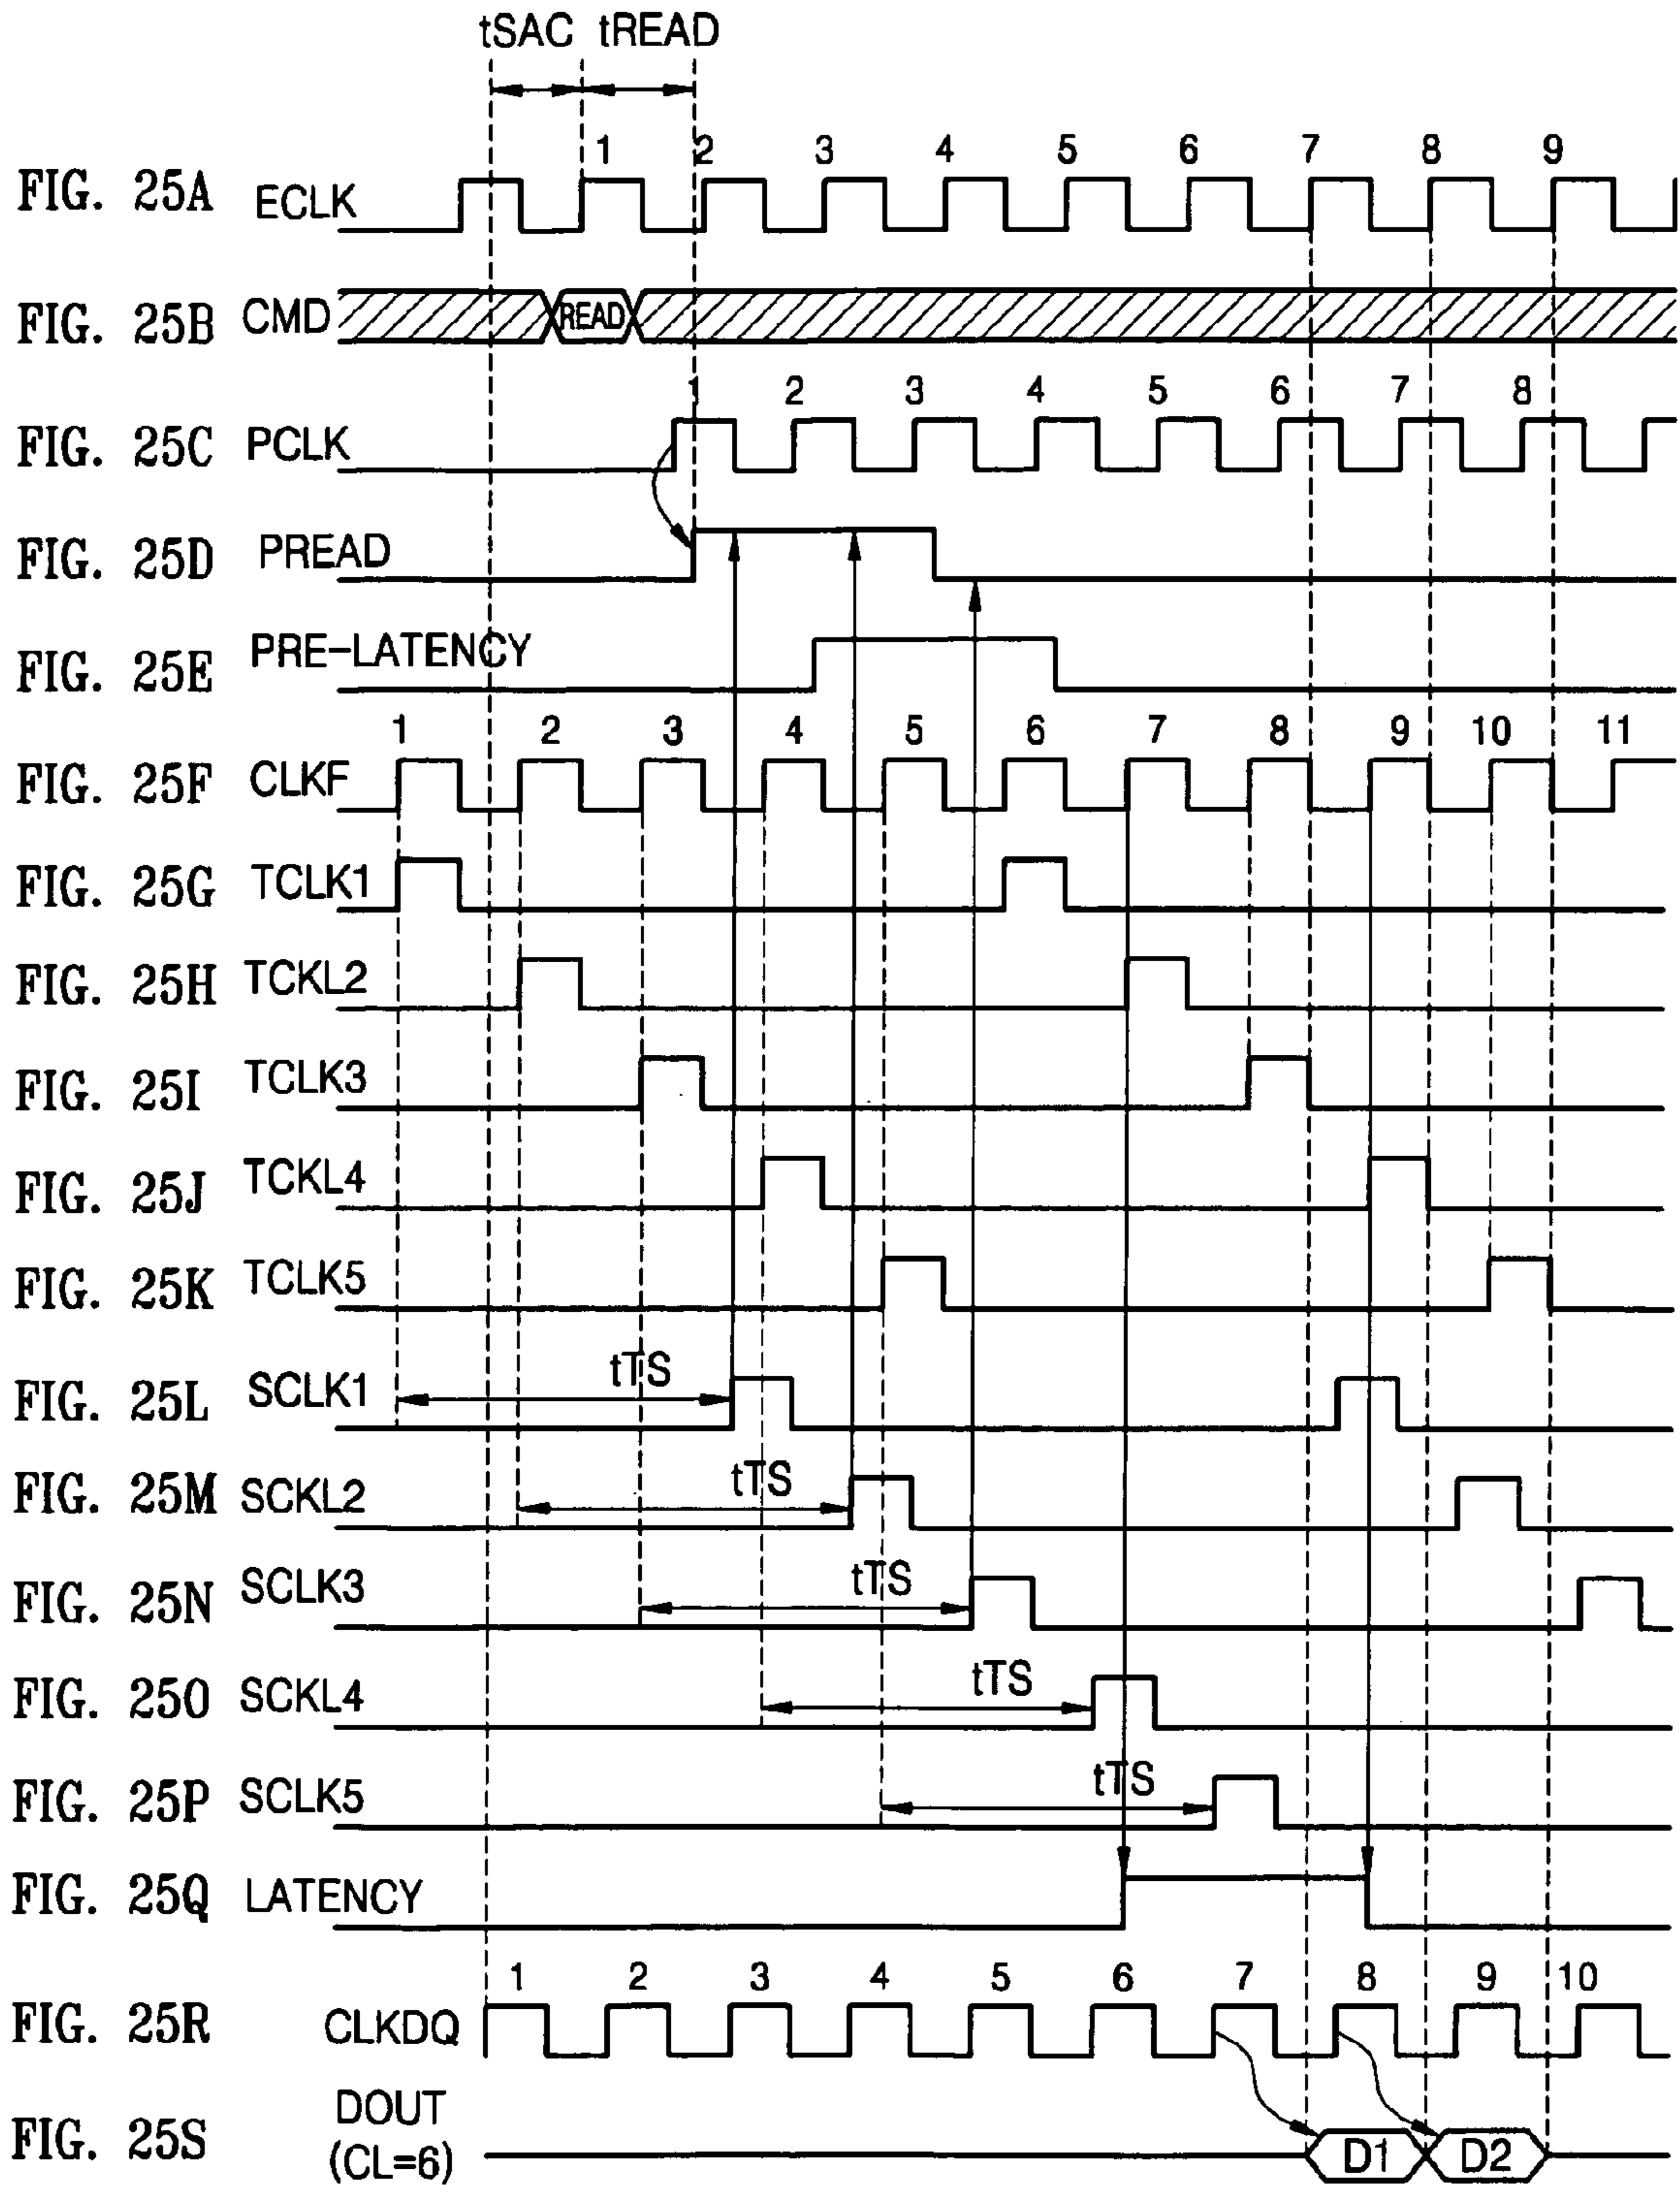 tSAC tREAD
1 2 3 4 5 6 7 8 9
FIG. 25A ECLK
FIG. 25B CMD READ
1 2 3 4 5 6 7 8
FIG. 25C PCLK
FIG. 25D PREAD
FIG. 25E PRE-LATENCY
1 2 3 4 5 6 7 8 9 10 11
FIG. 25F CLKF
FIG. 25G TCLK1
FIG. 25H TCKL2
FIG. 25I TCLK3
FIG. 25J TCKL4
FIG. 25K TCLK5
FIG. 25L SCLK1 tTS
FIG. 25M SCKL2 tTS
FIG. 25N SCLK3 tTS
FIG. 25O SCKL4 tTS
FIG. 25P SCLK5 tTS
FIG. 25Q LATENCY
1 2 3 4 5 6 7 8 9 10
FIG. 25R CLKDQ
FIG. 25S DOUT
(CL=6) D1 D2